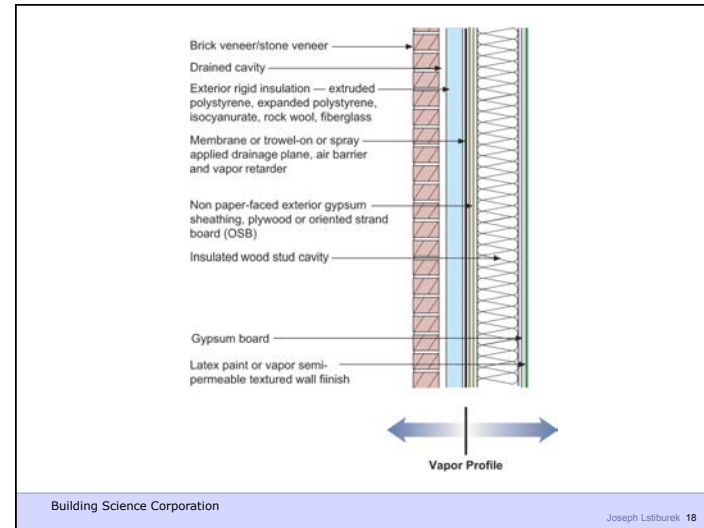 Brick veneer/stone veneer
Drained cavity
Exterior rigid insulation — extruded
polystyrene, expanded polystyrene,
isocyanurate, rock wool, fiberglass
Membrane or trowel-on or spray
applied drainage plane, air barrier
and vapor retarder
Non paper-faced exterior gypsum
sheathing, plywood or oriented strand
board (OSB)
Insulated wood stud cavity
Gypsum board
Latex paint or vapor semi-
permeable textured wall fiinish
Vapor Profile
Building Science Corporation
Joseph Lstiburek 18